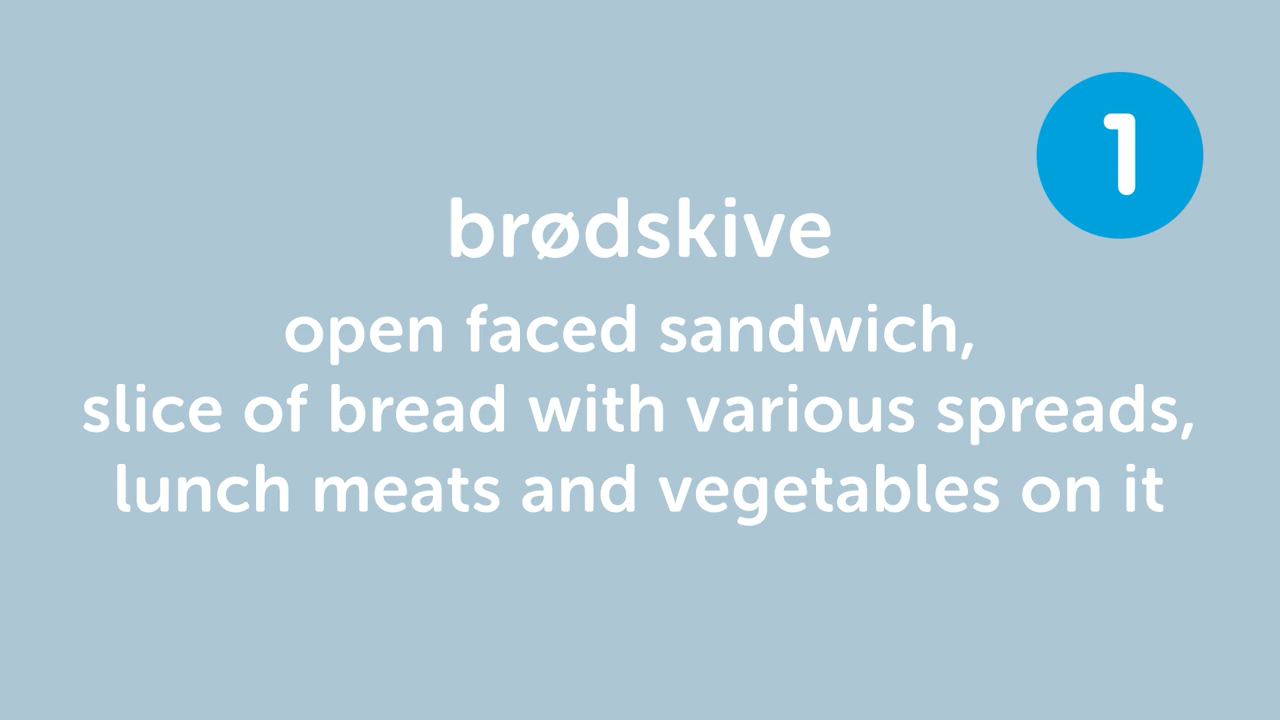 1
brødskive
open faced sandwich,
slice of bread with various spreads,
lunch meats and vegetables on it